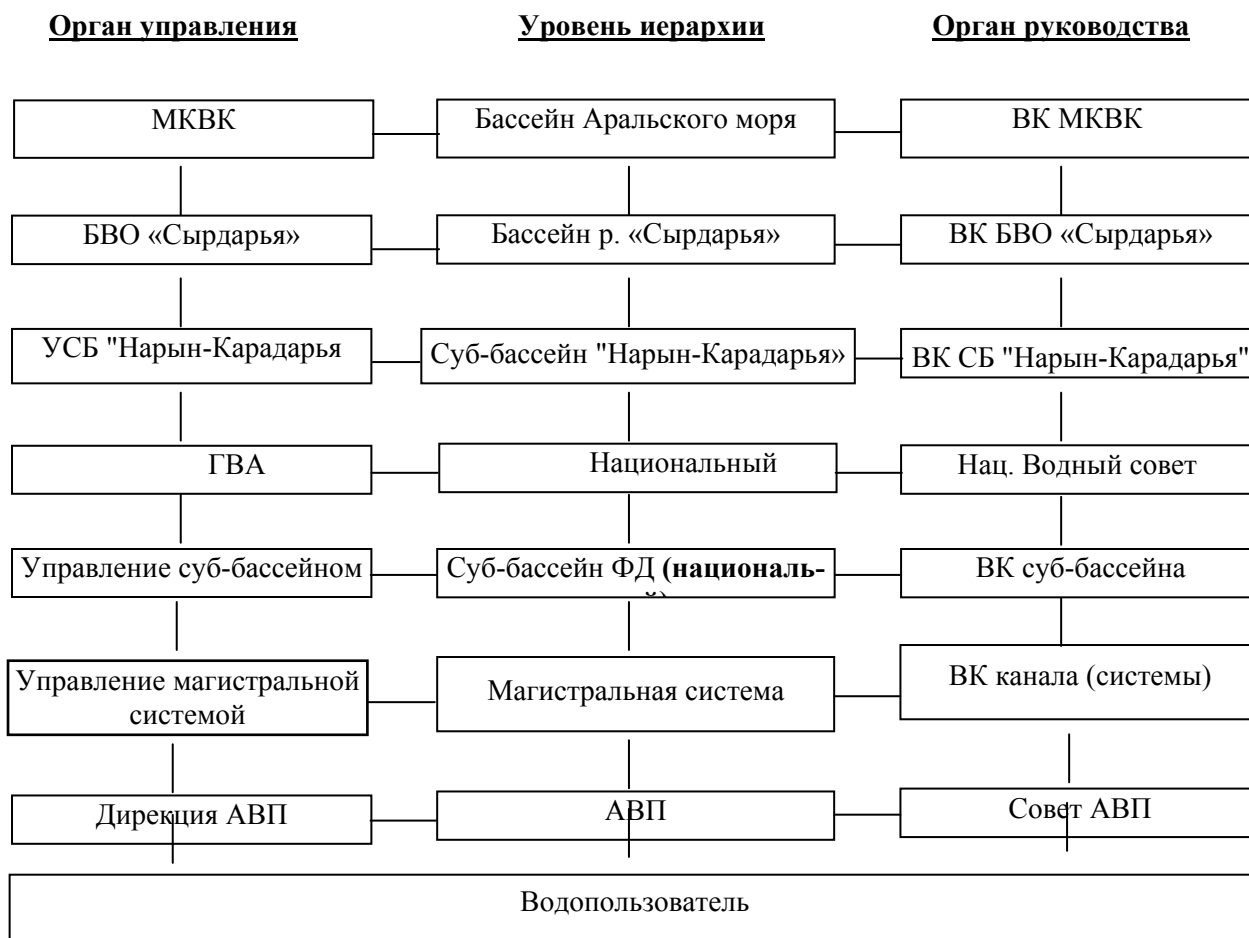 Орган управления Уровень иерархии Орган руководства
МКВК Бассейн Аральского моря ВК МКВК
БВО «Сырдарья» Бассейн р. «Сырдарья» ВК БВО «Сырдарья»
УСБ "Нарын-Карадарья Суб-бассейн "Нарын-Карадарья» ВК СБ "Нарын-Карадарья"
ГВА Национальный Нац. Водный совет
Управление суб-бассейном Суб-бассейн ФД (националь- ВК суб-бассейна
Управление магистральной
системой
Магистральная система
ВК канала (системы)
Дирекция АВП АВП Совет АВП
Водопользователь